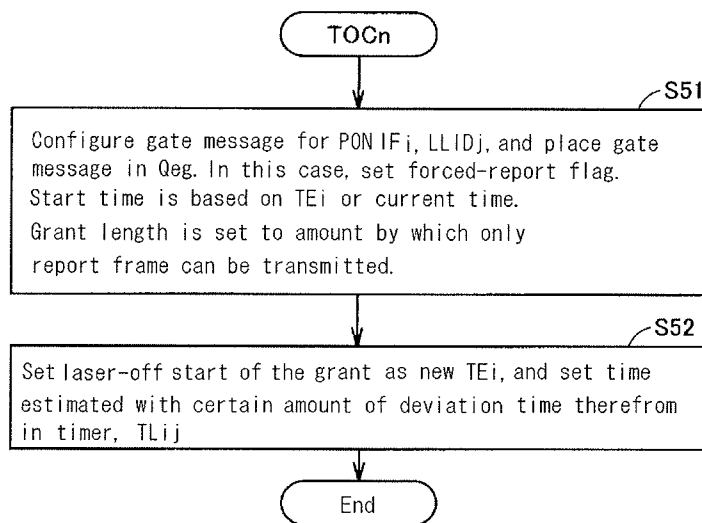 TOCn
S51
Configure gate message for PON IFi, LLIDj, and place gate
message in Qeg. In this case, set forced-report flag.
Start time is based on TEi or current time.
Grant length is set to amount by which only
report frame can be transmitted.
S52
Set laser-off start of the grant as new TEi, and set time
estimated with certain amount of deviation time therefrom
in timer, TLij
End